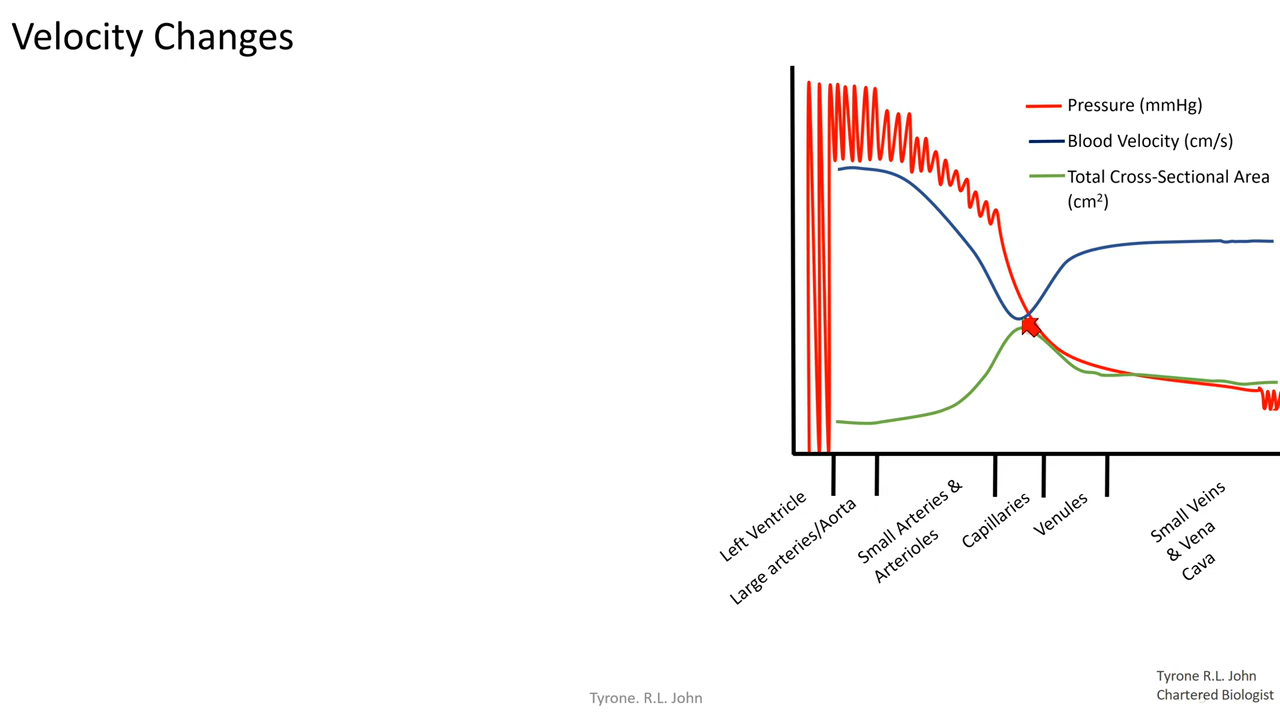 Velocity Changes
Pressure (mmHg)
Blood Velocity (cm/s)
Total Cross-Sectional Area
(cm²)
Left Ventricle
Large arteries/Aorta
Small Arteries &
Arterioles
Capillaries
Venules
Small Veins
& Vena
Cava
Tyrone. R.L. John
Tyrone R.L. John
Chartered Biologist